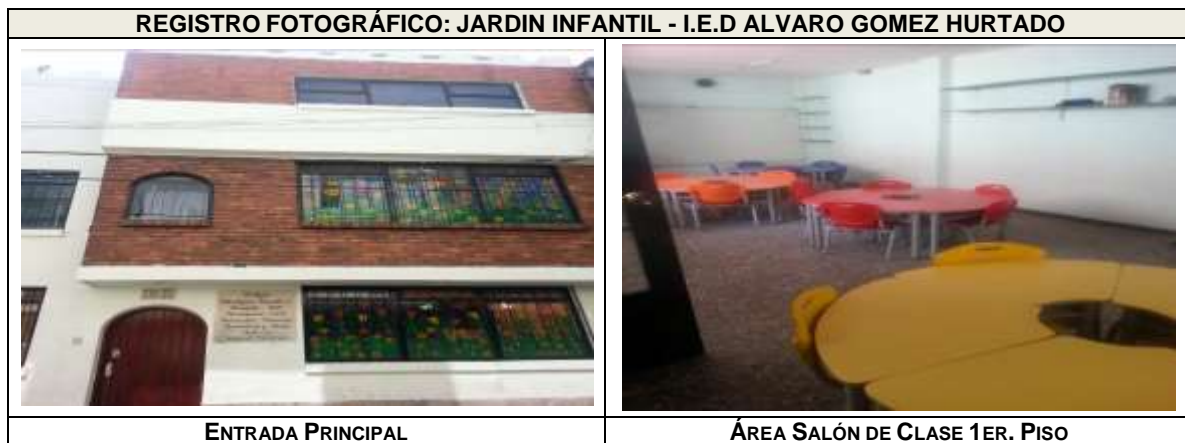 REGISTRO FOTOGRÁFICO: JARDIN INFANTIL - I.E.D ALVARO GOMEZ HURTADO
ENTRADA PRINCIPAL
ÁREA SALÓN DE CLASE 1ER. PISO